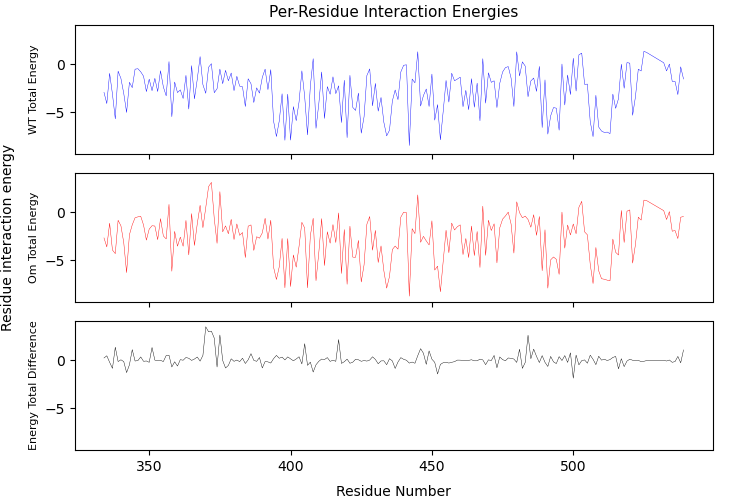 Per-Residue Interaction Energies
Residue interaction energy
WT Total Energy
0
−5
Om Total Energy
0
−5
Energy Total Difference
0
−5
350
400
450
500
Residue Number